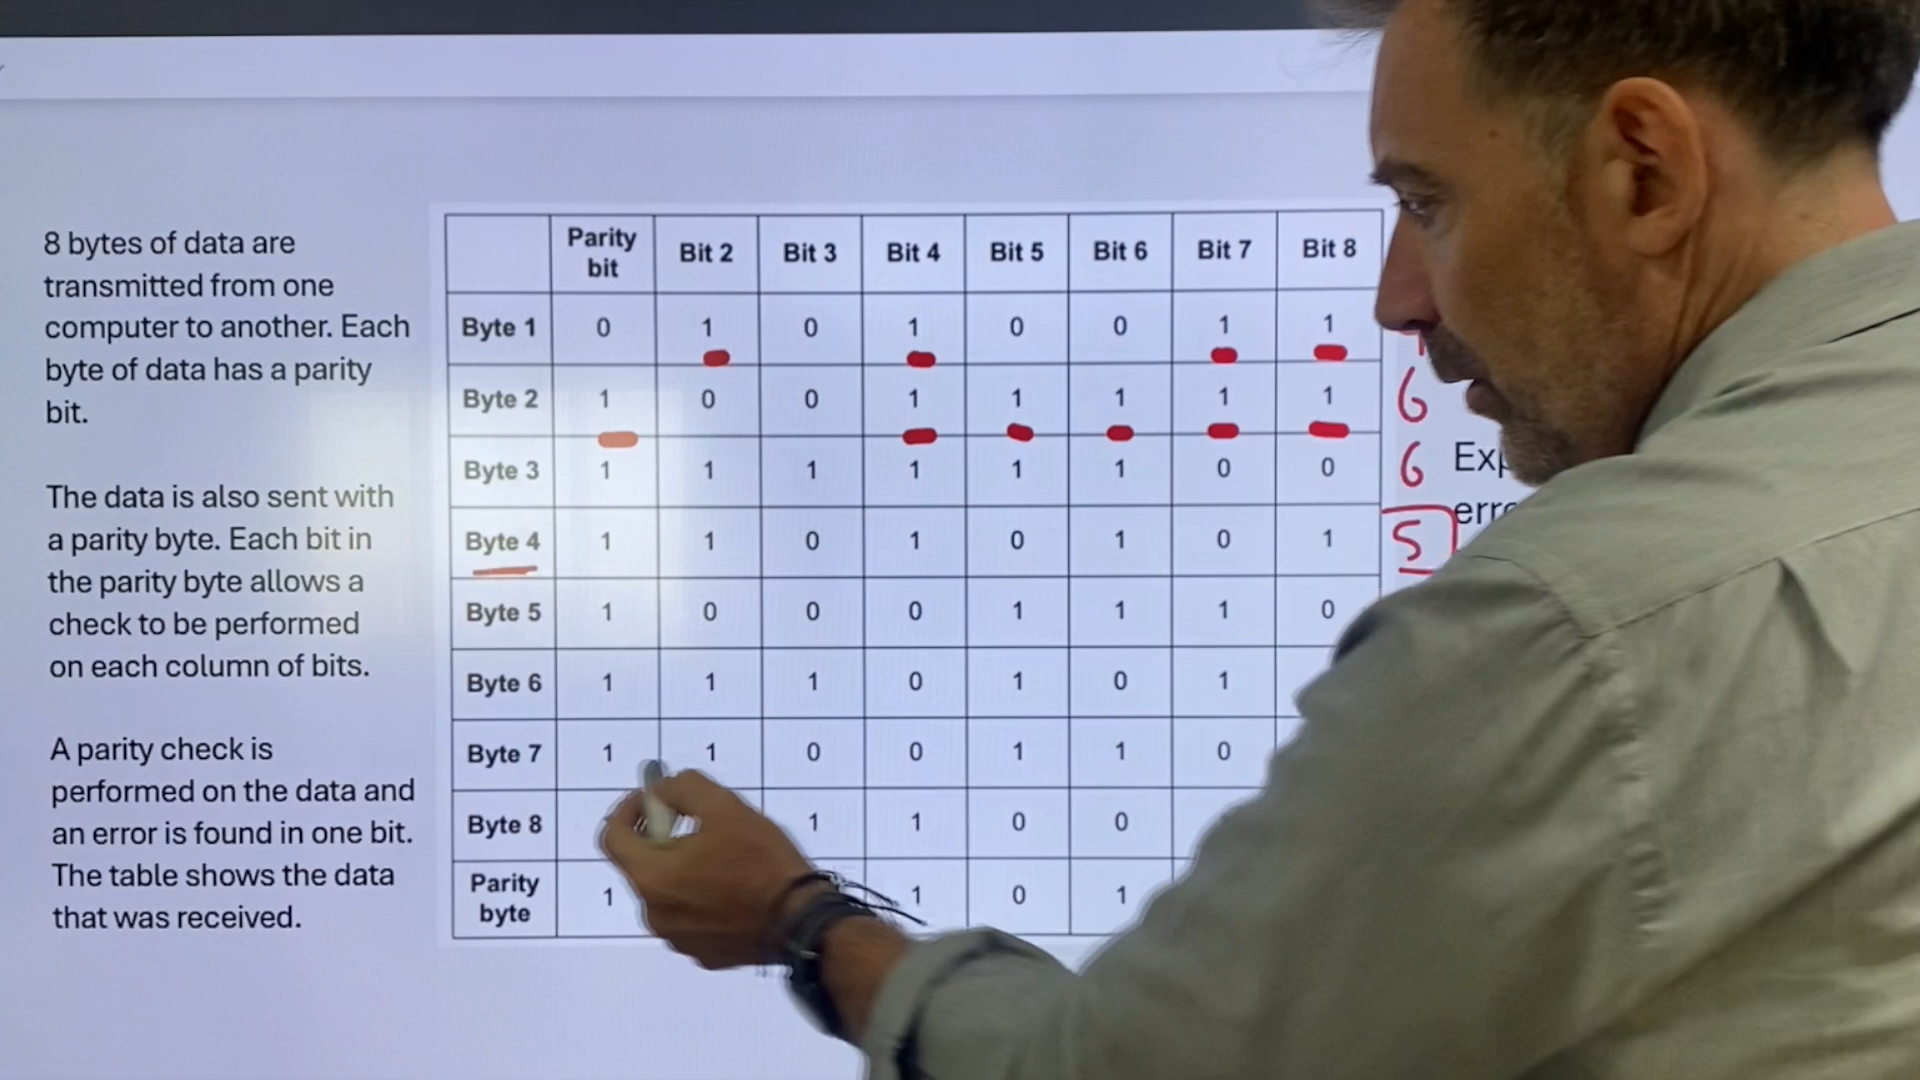 8 bytes of data are
transmitted from one
computer to another. Each
byte of data has a parity
bit.
The data is also sent with
a parity byte. Each bit in
the parity byte allows a
check to be performed
on each column of bits.
A parity check is
performed on the data and
an error is found in one bit.
The table shows the data
that was received.
Parity bit Bit 2 Bit 3 Bit 4 Bit 5 Bit 6 Bit 7 Bit 8
Byte 1 0 1 0 1 0 0 1 1
Byte 2 1 0 0 1 1 1 1 1 6
Byte 3 1 1 1 1 1 1 0 0 6
Byte 4 1 1 0 1 0 1 0 1 5
Byte 5 1 0 0 0 1 1 1 0
Byte 6 1 1 1 0 1 0 1
Byte 7 1 1 0 0 1 1 0
Byte 8 1 1 0 0
Parity byte 1 1 0 1